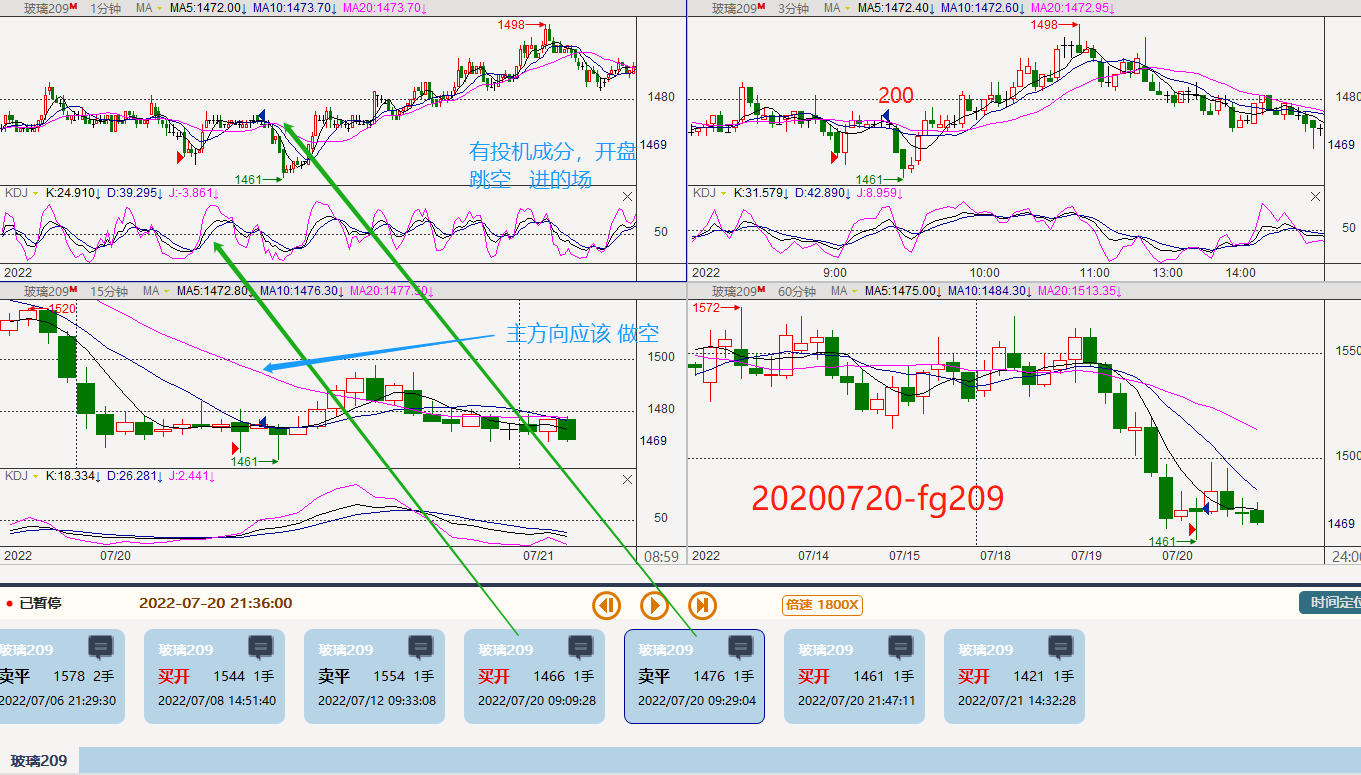 玻璃209M 1分钟 MA MA5:1472.00↓ MA10:1473.70↓ MA20:1473.70↓
1498
1480
1469
有投机成分，开盘
跳空 进的场
1461
KDJ K:24.910↓ D:39.295↓ J:-3.861↓
50
2022
玻璃209M 3分钟 MA MA5:1472.40↓ MA10:1472.60↓ MA20:1472.95↓
1498
200
1480
1469
1461
KDJ K:31.579↓ D:42.890↓ J:8.959↓
50
2022 9:00 10:00 11:00 13:00 14:00
玻璃209M 15分钟 MA MA5:1472.80↓ MA10:1476.30↓ MA20:1477.30↓
1520
主方向应该 做空
1500
1480
1469
1461
KDJ K:18.334↓ D:26.281↓ J:2.441↓
50
2022 07/20 07/21 08:59
玻璃209M 60分钟 MA MA5:1475.00↓ MA10:1484.30↓ MA20:1513.35↓
1572
1550
1500
20200720-fg209
1469
1461
2022 07/14 07/15 07/18 07/19 07/20 24:00
已暂停 2022-07-20 21:36:00 倍速 1800X 时间定位
玻璃209 玻璃209 玻璃209 玻璃209 玻璃209 玻璃209 玻璃209
卖平 1578 2手 买开 1544 1手 卖平 1554 1手 买开 1466 1手 卖平 1476 1手 买开 1461 1手 买开 1421 1手
2022/07/06 21:29:30 2022/07/08 14:51:40 2022/07/12 09:33:08 2022/07/20 09:09:28 2022/07/20 09:29:04 2022/07/20 21:47:11 2022/07/21 14:32:28
玻璃209